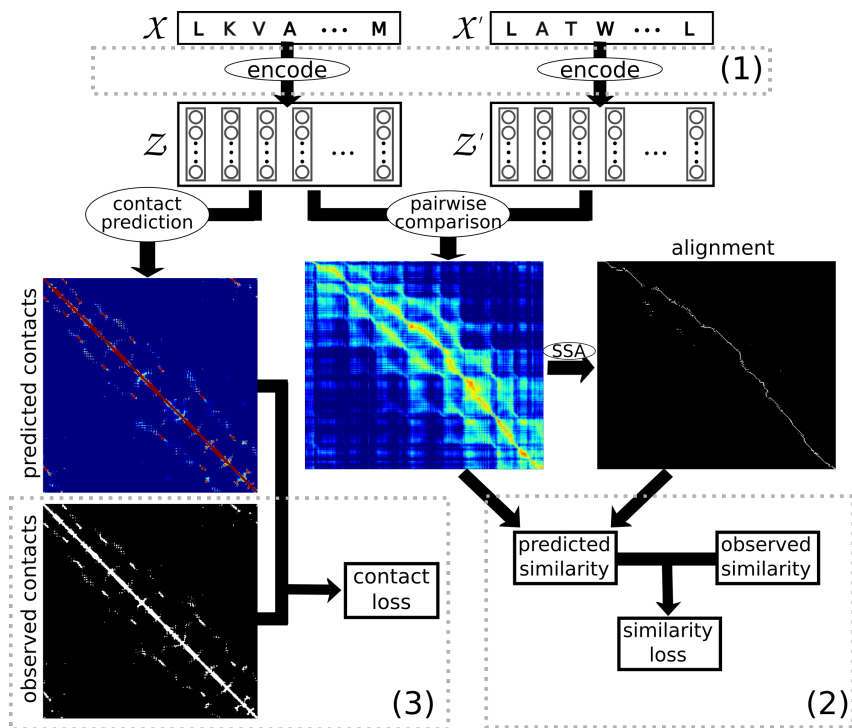 X L K V A ... M
X' L A T W ... L
encode
encode
(1)
Z ...
Z' ...
contact
prediction
pairwise
comparison
alignment
predicted contacts
SSA
observed contacts
predicted
similarity
observed
similarity
contact
loss
similarity
loss
(3)
(2)